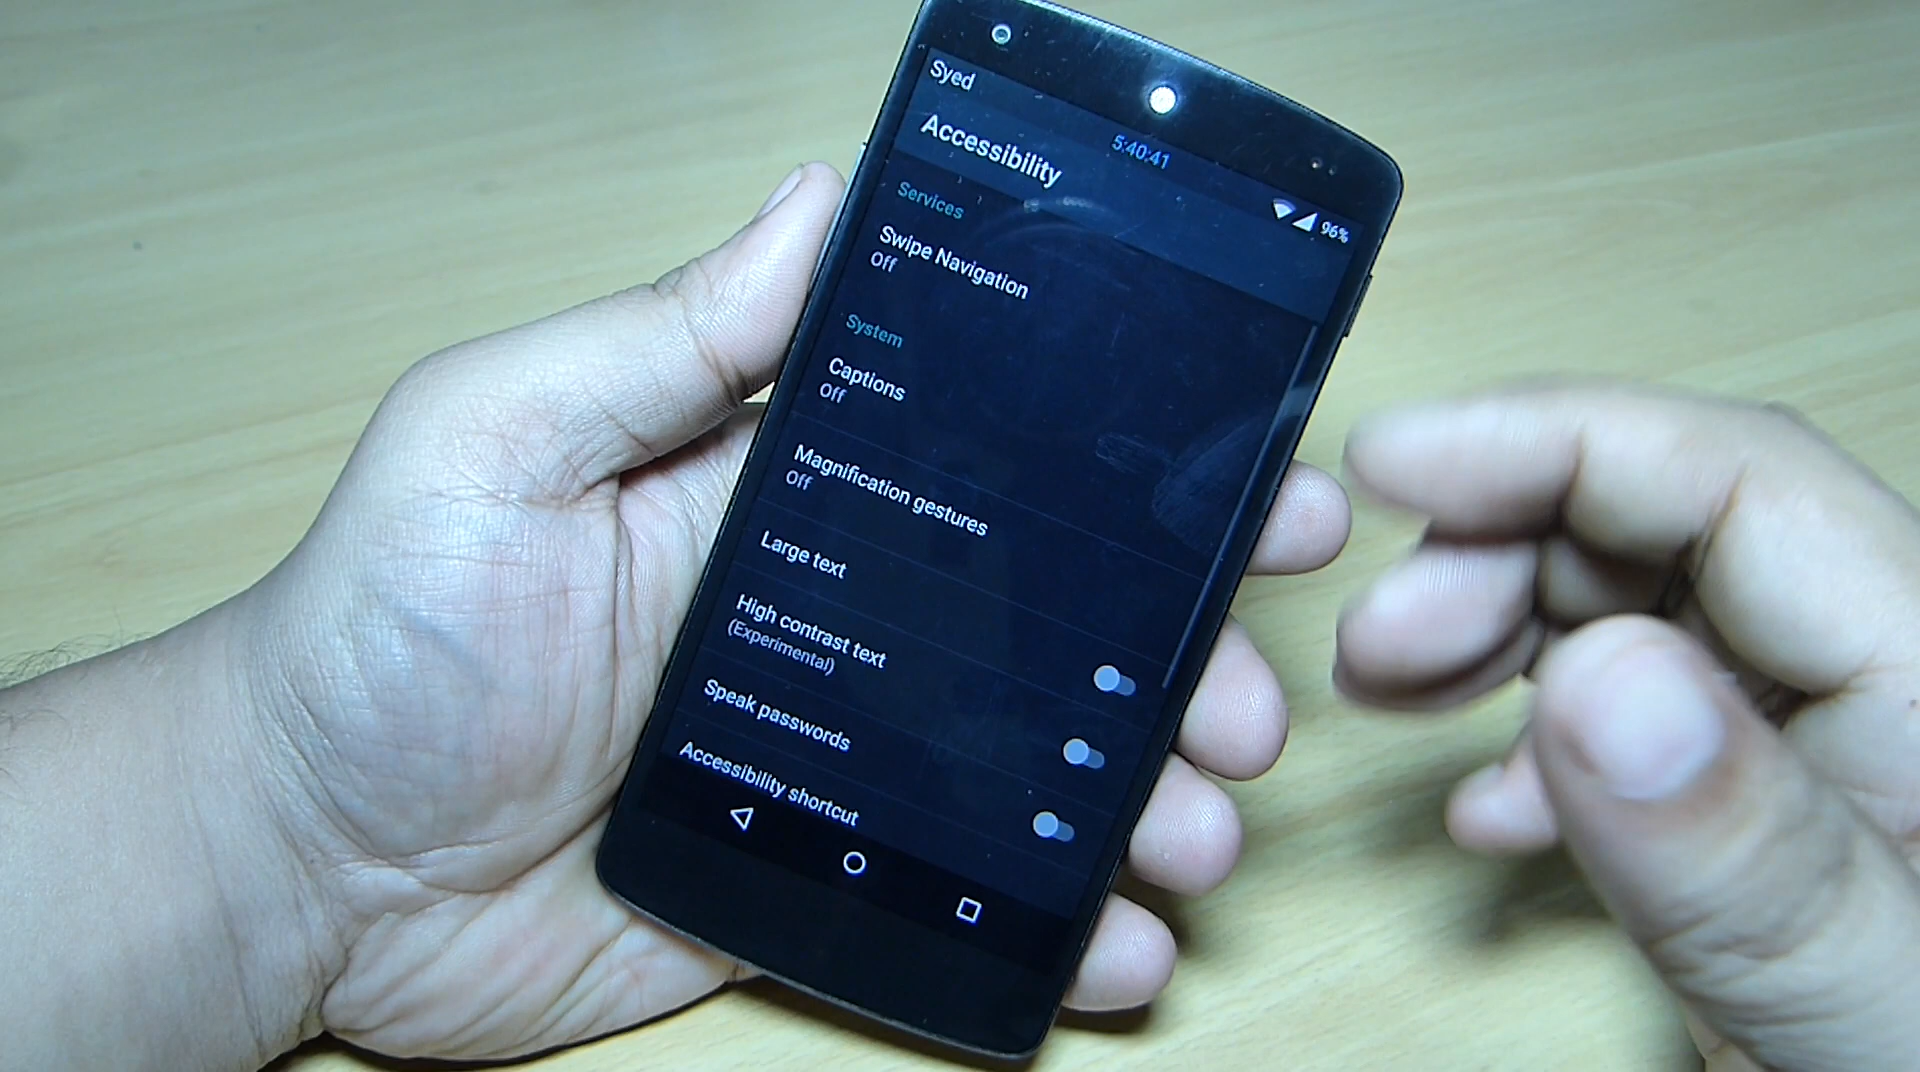 Syed
5:40:41
96%
Accessibility
Services
Swipe Navigation
Off
System
Captions
Off
Magnification gestures
Off
Large text
High contrast text
(Experimental)
Speak passwords
Accessibility shortcut